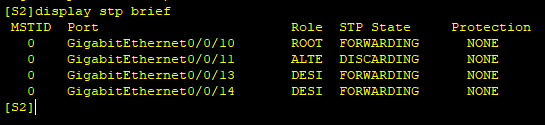 [S2]display stp brief
MSTID Port Role STP State Protection
0 GigabitEthernet0/0/10 ROOT FORWARDING NONE
0 GigabitEthernet0/0/11 ALTE DISCARDING NONE
0 GigabitEthernet0/0/13 DESI FORWARDING NONE
0 GigabitEthernet0/0/14 DESI FORWARDING NONE
[S2]